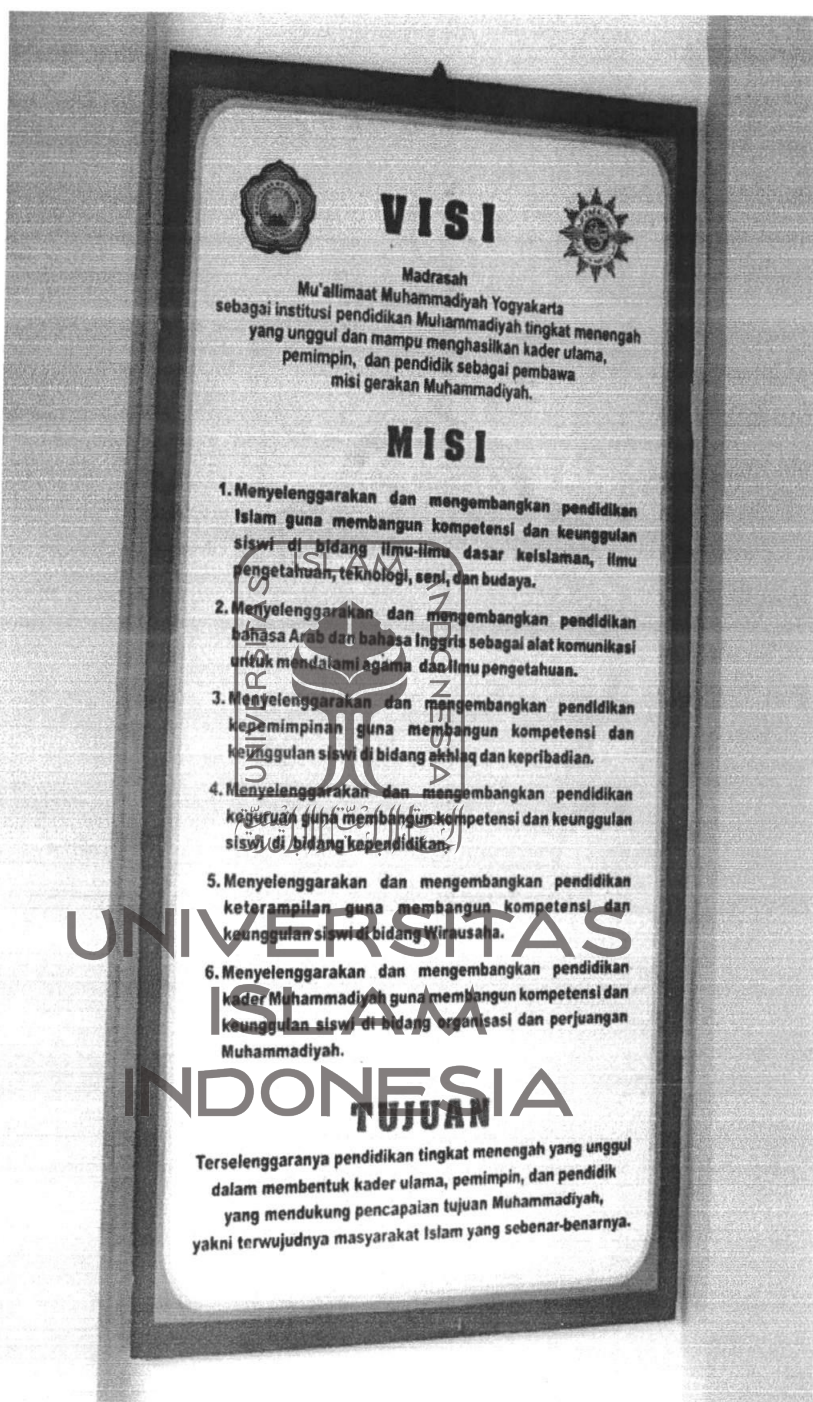 VISI
Madrasah
Mu'allimaat Muhammadiyah Yogyakarta
sebagai institusi pendidikan Muhammadiyah tingkat menengah
yang unggul dan mampu menghasilkan kader ulama,
pemimpin, dan pendidik sebagai pembawa
misi gerakan Muhammadiyah.
MISI
1. Menyelenggarakan dan mengembangkan pendidikan
Islam guna membangun kompetensi dan keunggulan
siswi di bidang ilmu-ilmu dasar keislaman, ilmu
pengetahuan, teknologi, seni, dan budaya.
2. Menyelenggarakan dan mengembangkan pendidikan
bahasa Arab dan bahasa Inggris sebagai alat komunikasi
untuk mendalami agama dan ilmu pengetahuan.
3. Menyelenggarakan dan mengembangkan pendidikan
kepemimpinan guna membangun kompetensi dan
keunggulan siswi di bidang akhlaq dan kepribadian.
4. Menyelenggarakan dan mengembangkan pendidikan
keguruan guna membangun kompetensi dan keunggulan
siswi di bidang kependidikan.
5. Menyelenggarakan dan mengembangkan pendidikan
keterampilan guna membangun kompetensi dan
keunggulan siswi di bidang Wirausaha.
6. Menyelenggarakan dan mengembangkan pendidikan
kader Muhammadiyah guna membangun kompetensi dan
keunggulan siswi di bidang organisasi dan perjuangan
Muhammadiyah.
TUJUAN
Terselenggaranya pendidikan tingkat menengah yang unggul
dalam membentuk kader ulama, pemimpin, dan pendidik
yang mendukung pencapaian tujuan Muhammadiyah,
yakni terwujudnya masyarakat Islam yang sebenar-benarnya.
UNIVERSITAS
ISLAM
INDONESIA
UNIVERSITAS
ISLAM
INDONESIA